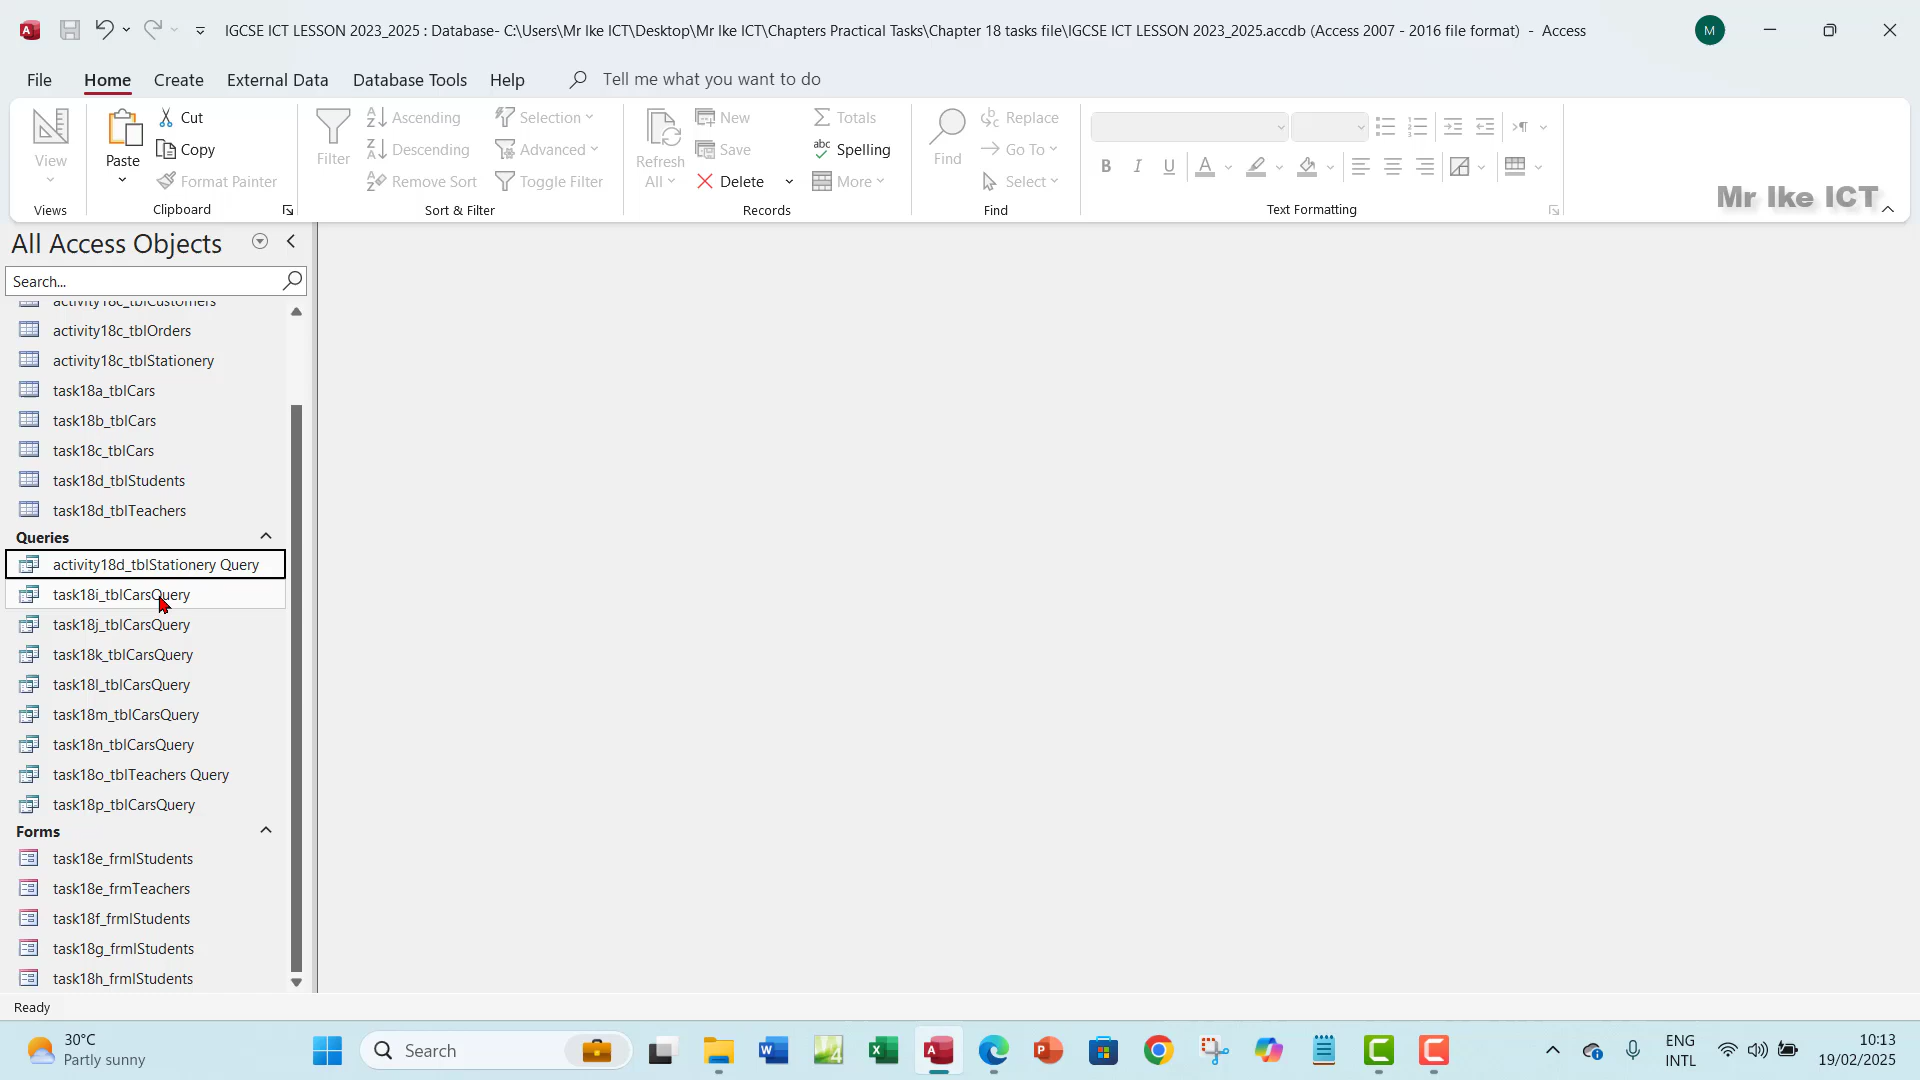 IGCSE ICT LESSON 2023_2025 : Database- C:\Users\Mr Ike ICT\Desktop\Mr Ike ICT\Chapters Practical Tasks\Chapter 18 tasks file\IGCSE ICT LESSON 2023_2025.accdb (Access 2007 - 2016 file format) - Access
M
File Home Create External Data Database Tools Help Tell me what you want to do
View
Views
Paste
Cut
Copy
Format Painter
Clipboard
Filter
Ascending
Descending
Remove Sort
Selection
Advanced
Toggle Filter
Sort & Filter
Refresh All
New
Save
Delete
Totals
Spelling
More
Records
Find
Replace
Go To
Select
Find
Text Formatting
Mr Ike ICT
All Access Objects
Search...
activity18c_tblCustomers
activity18c_tblOrders
activity18c_tblStationery
task18a_tblCars
task18b_tblCars
task18c_tblCars
task18d_tblStudents
task18d_tblTeachers
Queries
activity18d_tblStationery Query
task18i_tblCarsQuery
task18j_tblCarsQuery
task18k_tblCarsQuery
task18l_tblCarsQuery
task18m_tblCarsQuery
task18n_tblCarsQuery
task18o_tblTeachers Query
task18p_tblCarsQuery
Forms
task18e_frmlStudents
task18e_frmTeachers
task18f_frmlStudents
task18g_frmlStudents
task18h_frmlStudents
Ready
30°C
Partly sunny
Search
ENG
INTL
10:13
19/02/2025